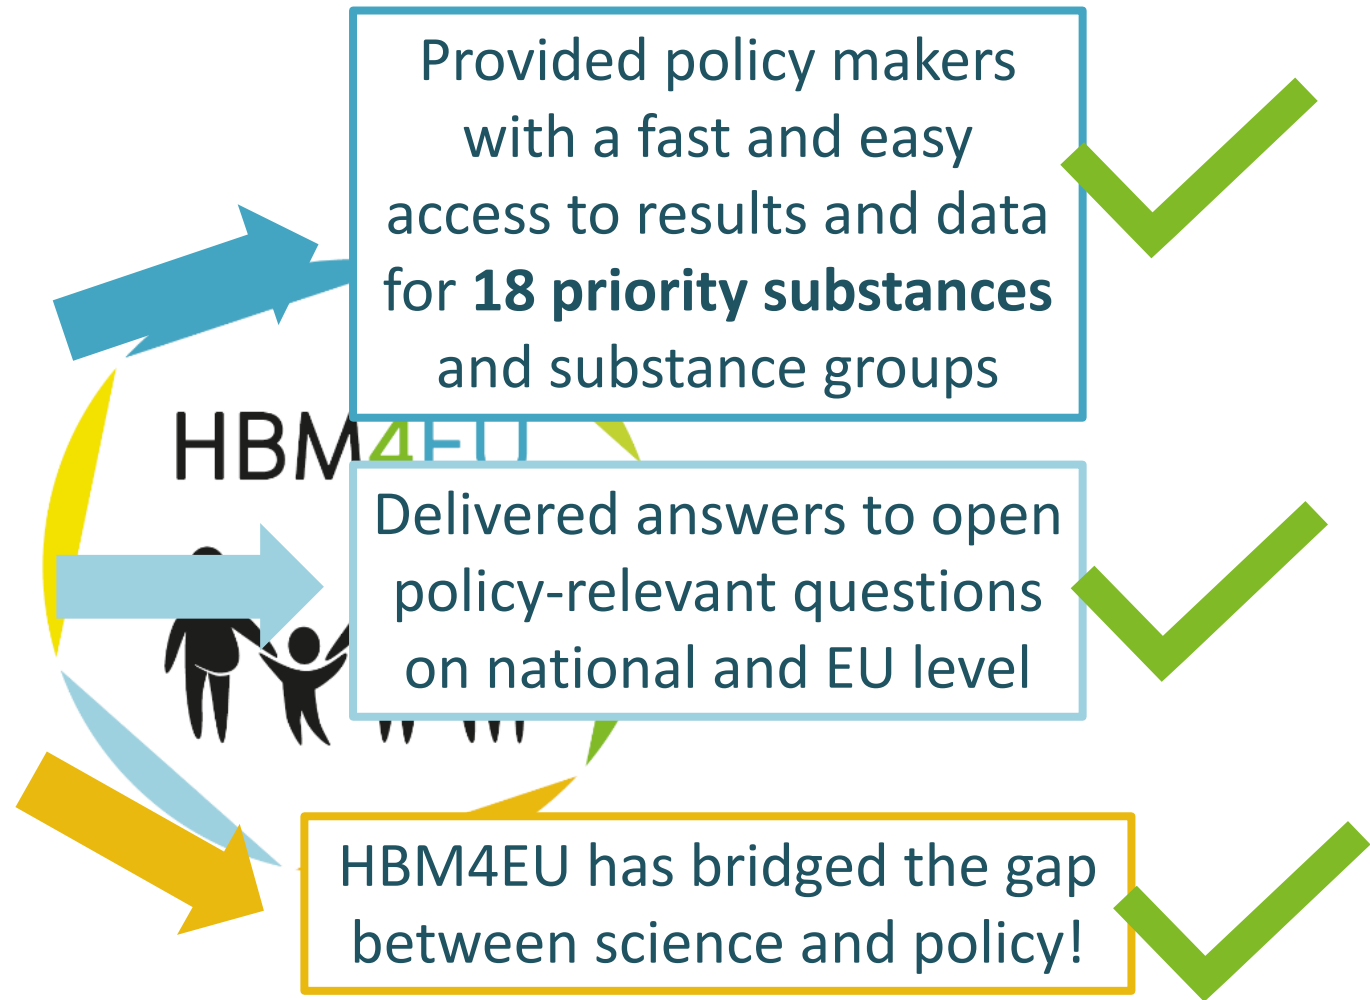 Provided policy makers
with a fast and easy
access to results and data
for 18 priority substances
and substance groups
HBM4EU
Delivered answers to open
policy-relevant questions
on national and EU level
HBM4EU has bridged the gap
between science and policy!